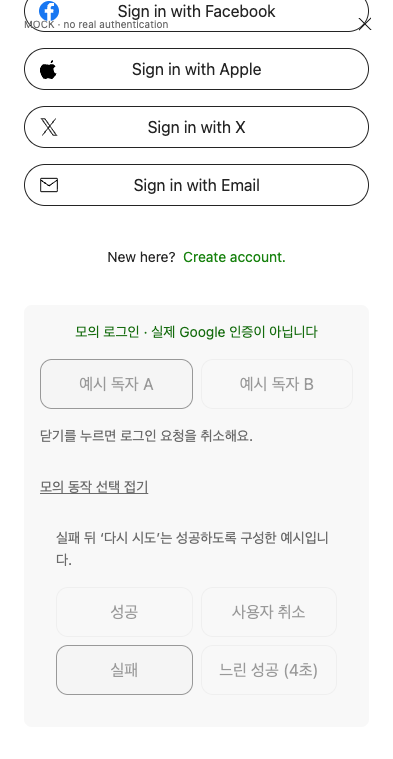 Sign in with Facebook
MOCK · no real authentication
Sign in with Apple
Sign in with X
Sign in with Email
New here? Create account.
모의 로그인 · 실제 Google 인증이 아닙니다
예시 독자 A
예시 독자 B
닫기를 누르면 로그인 요청을 취소해요.
모의 동작 선택 접기
실패 뒤 ‘다시 시도’는 성공하도록 구성한 예시입니
다.
성공
사용자 취소
실패
느린 성공 (4초)